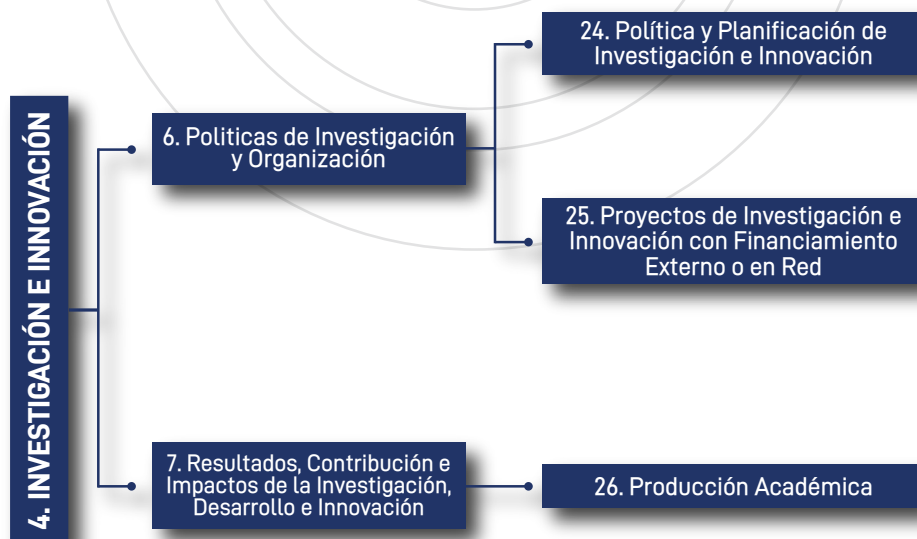 4. INVESTIGACIÓN E INNOVACIÓN
6. Politicas de Investigación
y Organización
24. Política y Planificación de
Investigación e Innovación
25. Proyectos de Investigación e
Innovación con Financiamiento
Externo o en Red
7. Resultados, Contribución e
Impactos de la Investigación,
Desarrollo e Innovación
26. Producción Académica